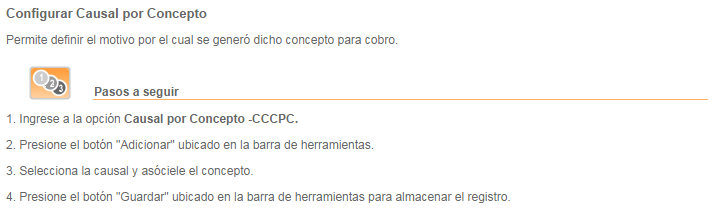 Configurar Causal por Concepto
Permite definir el motivo por el cual se generó dicho concepto para cobro.
1 2 3
Pasos a seguir
1. Ingrese a la opción Causal por Concepto -CCCPC.
2. Presione el botón "Adicionar" ubicado en la barra de herramientas.
3. Selecciona la causal y asóciele el concepto.
4. Presione el botón "Guardar" ubicado en la barra de herramientas para almacenar el registro.